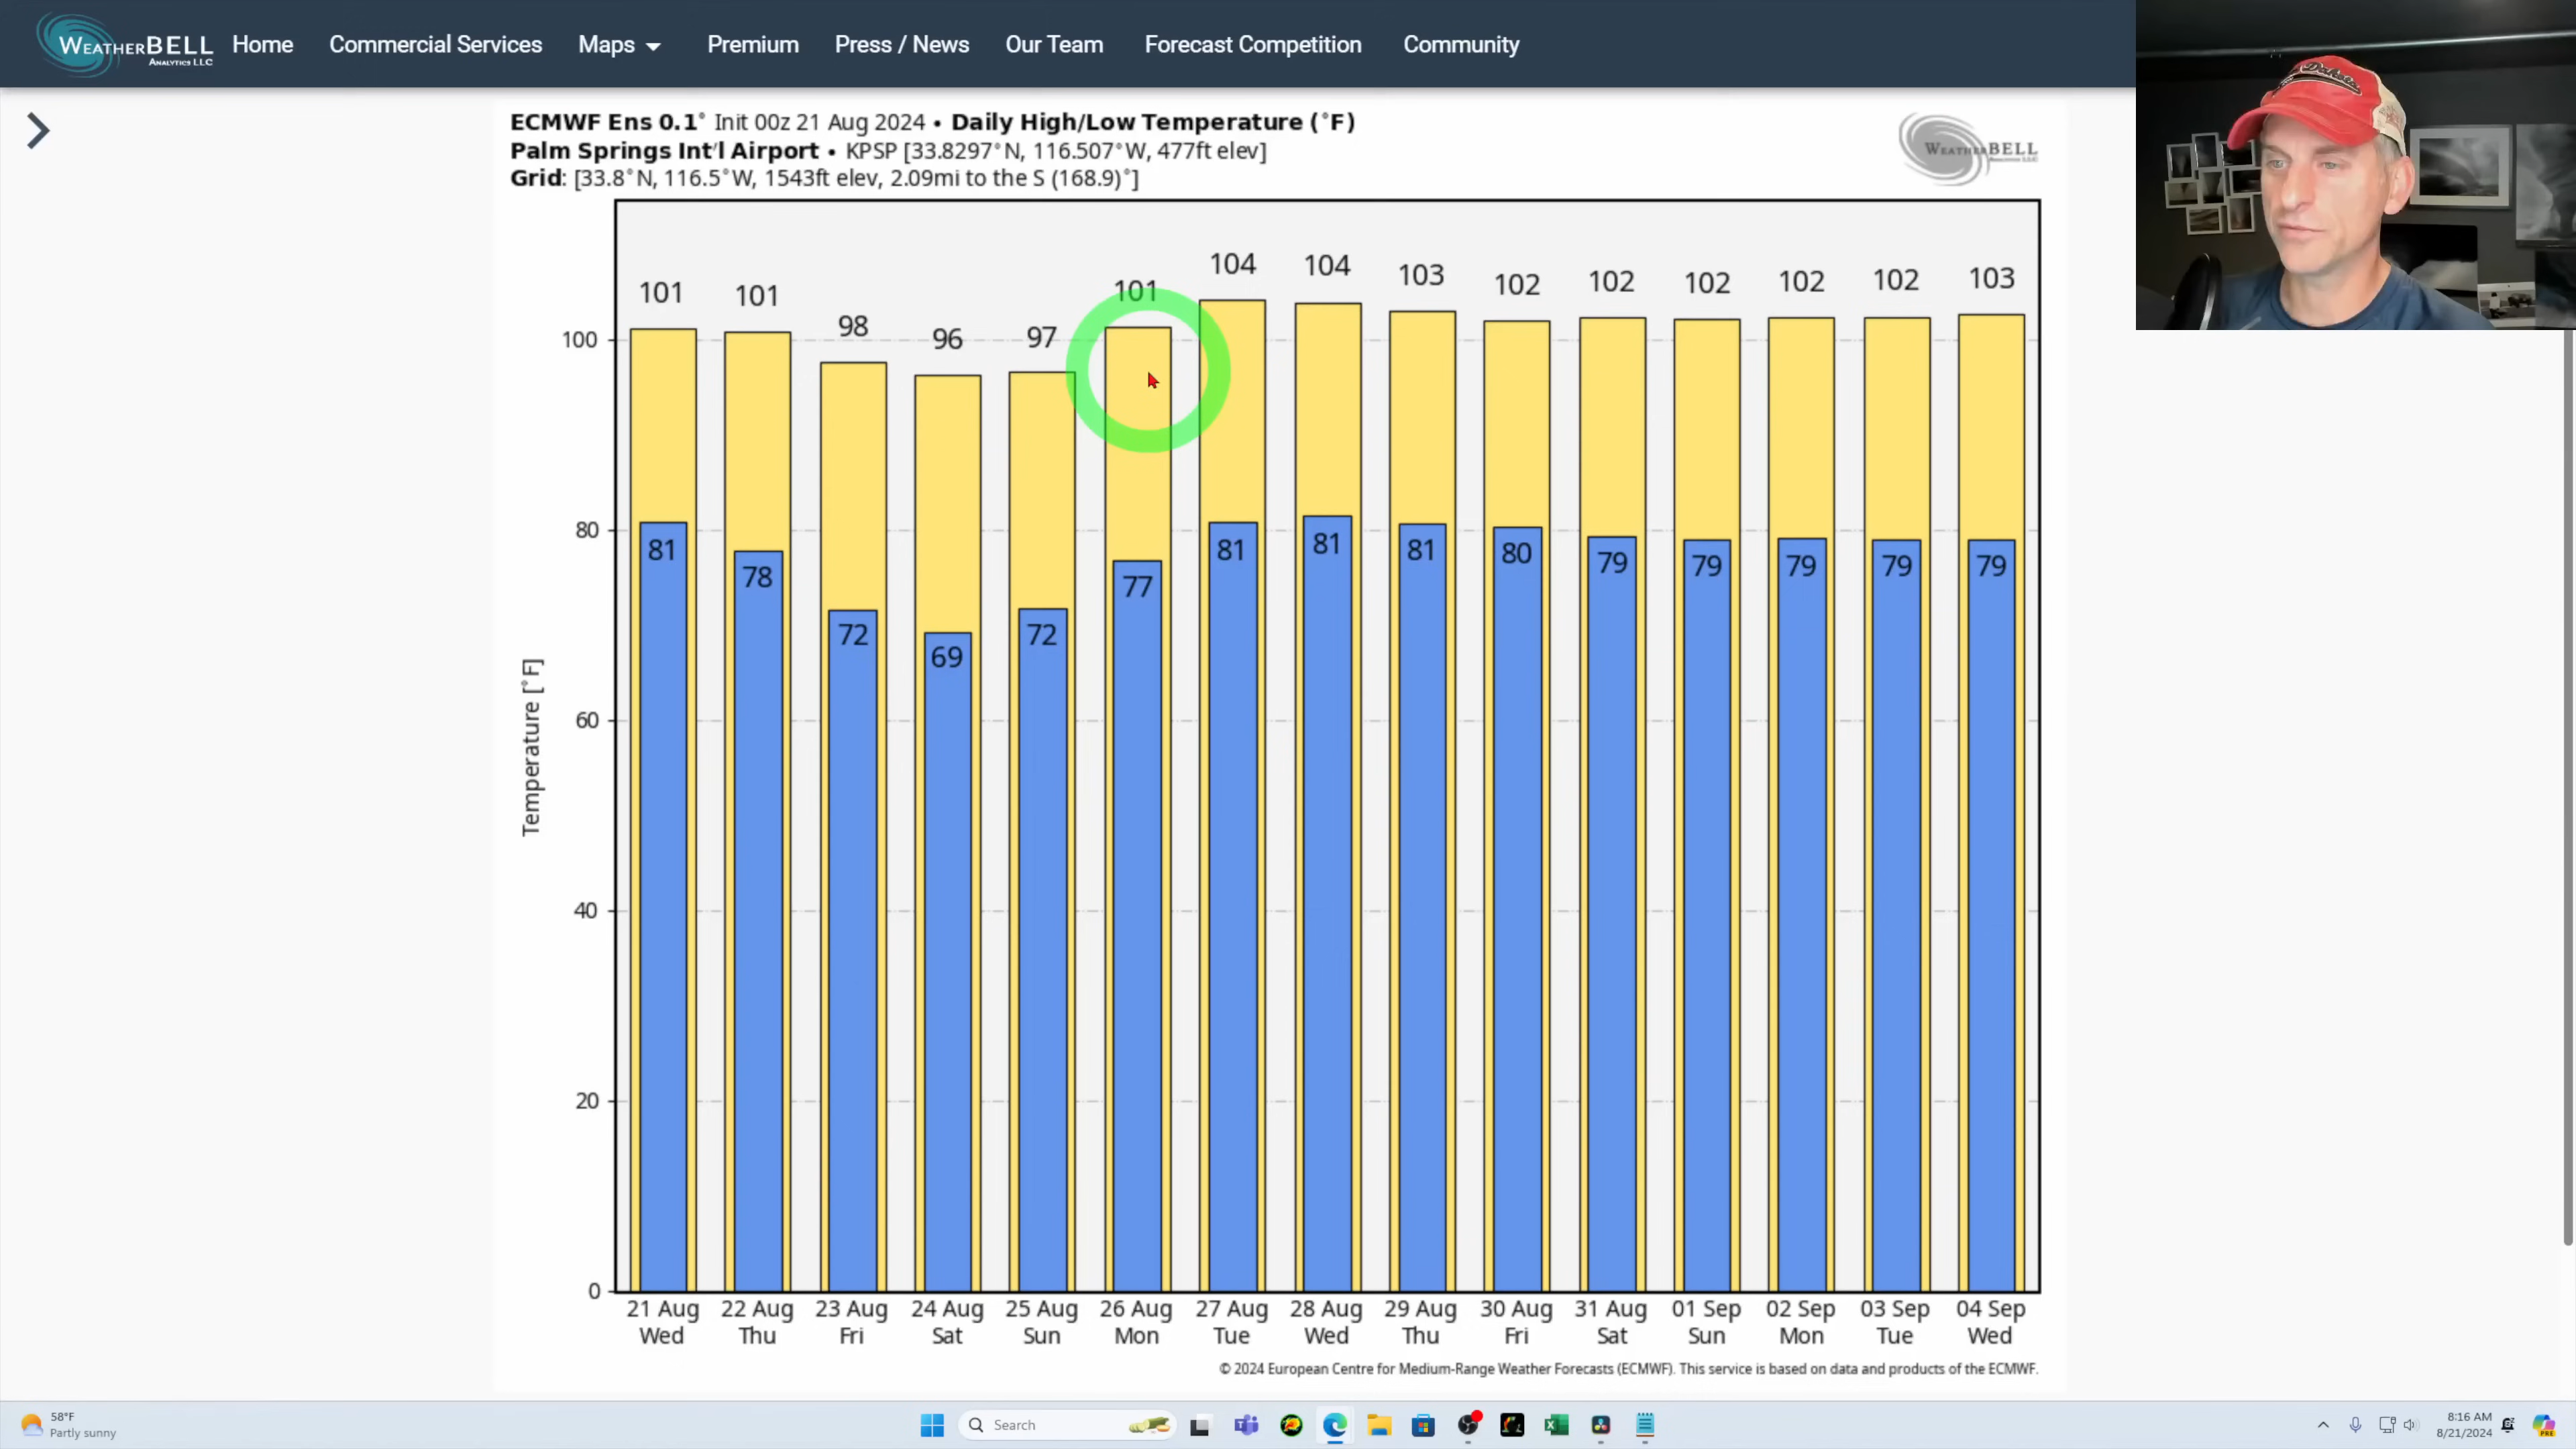 WEATHERBELL
ANALYTICS LLC
Home Commercial Services Maps Premium Press / News Our Team Forecast Competition Community
ECMWF Ens 0.1° Init 00z 21 Aug 2024 • Daily High/Low Temperature (°F)
Palm Springs Int'l Airport • KPSP [33.8297°N, 116.507°W, 477ft elev]
Grid: [33.8°N, 116.5°W, 1543ft elev, 2.09mi to the S (168.9)°]
WEATHERBELL
101 101 98 96 97 101 104 104 103 102 102 102 102 102 103
100
80
81 78 72 69 72 77 81 81 81 80 79 79 79 79 79
60
40
20
0
Temperature [°F]
21 Aug 22 Aug 23 Aug 24 Aug 25 Aug 26 Aug 27 Aug 28 Aug 29 Aug 30 Aug 31 Aug 01 Sep 02 Sep 03 Sep 04 Sep
Wed Thu Fri Sat Sun Mon Tue Wed Thu Fri Sat Sun Mon Tue Wed
© 2024 European Centre for Medium-Range Weather Forecasts (ECMWF). This service is based on data and products of the ECMWF.
58°F
Partly sunny
Search
8:16 AM
8/21/2024
PRE